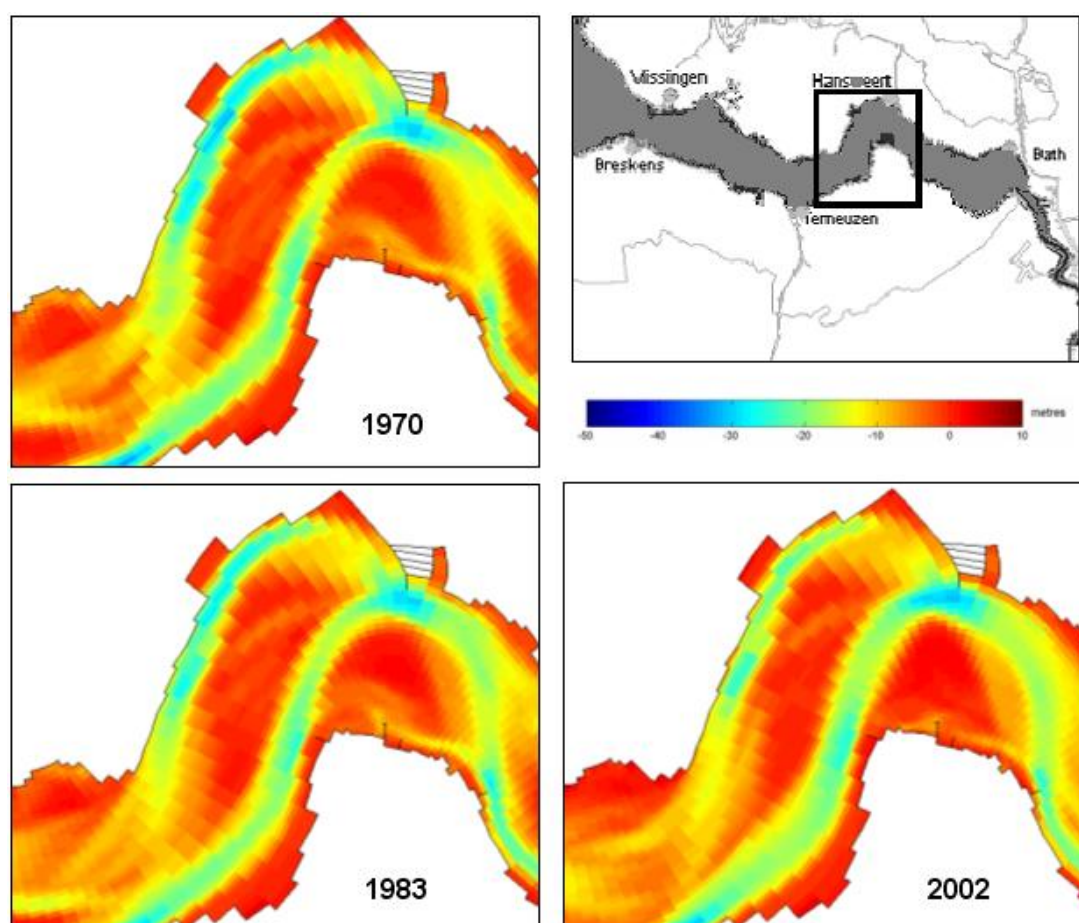 1970
Vlissingen
Hansweert
Breskens
Bath
Terneuzen
metres
-50 -40 -30 -20 -10 0 10
1983
2002